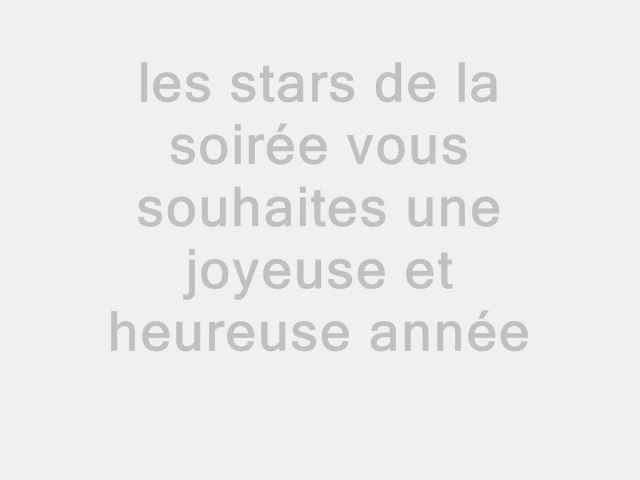 les stars de la
soirée vous
souhaites une
joyeuse et
heureuse année